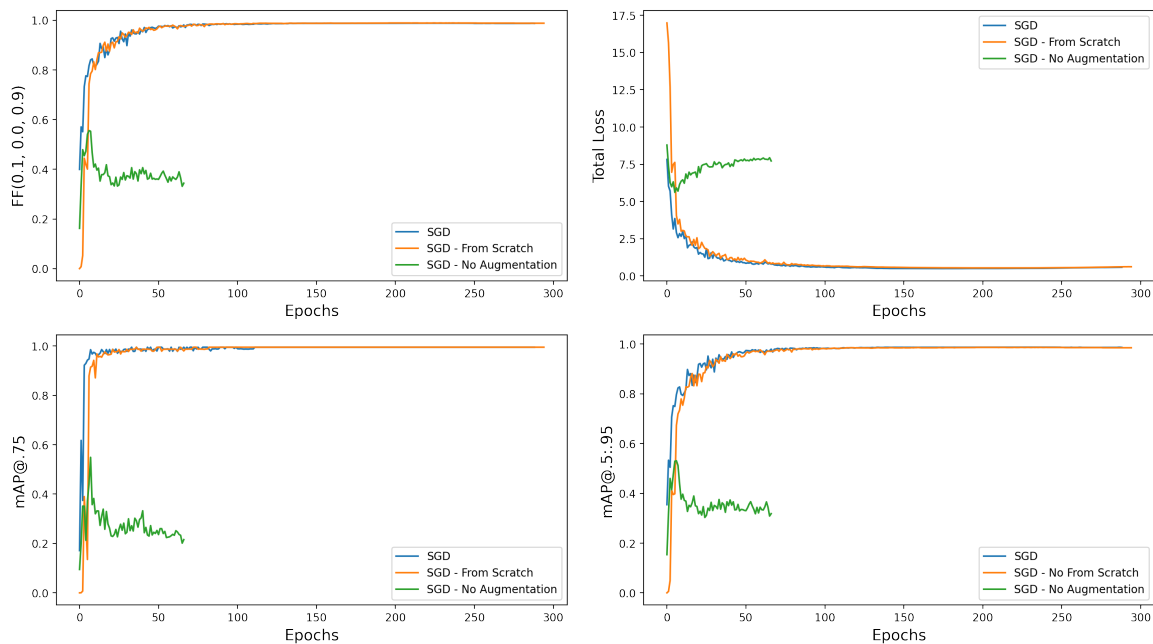 FF(0.1, 0.0, 0.9)
1.0
0.8
0.6
0.4
0.2
0.0
0 50 100 150 200 250 300
Epochs
SGD
SGD - From Scratch
SGD - No Augmentation
Total Loss
17.5
15.0
12.5
10.0
7.5
5.0
2.5
0.0
0 50 100 150 200 250 300
Epochs
SGD
SGD - From Scratch
SGD - No Augmentation
mAP@.75
1.0
0.8
0.6
0.4
0.2
0.0
0 50 100 150 200 250 300
Epochs
SGD
SGD - From Scratch
SGD - No Augmentation
mAP@.5:.95
1.0
0.8
0.6
0.4
0.2
0.0
0 50 100 150 200 250 300
Epochs
SGD
SGD - No From Scratch
SGD - No Augmentation